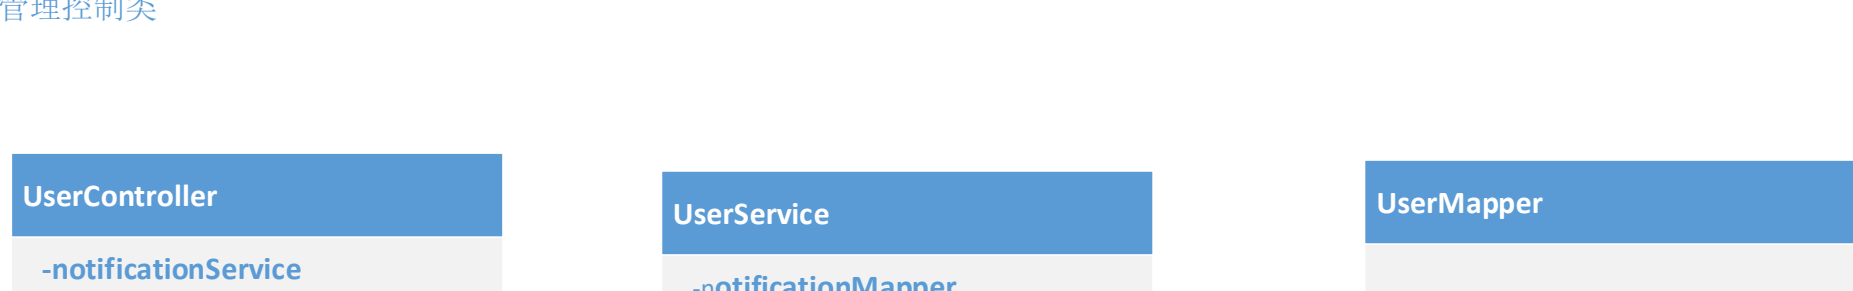 管理控制类
UserController
UserService
UserMapper
-notificationService
-notificationMapper